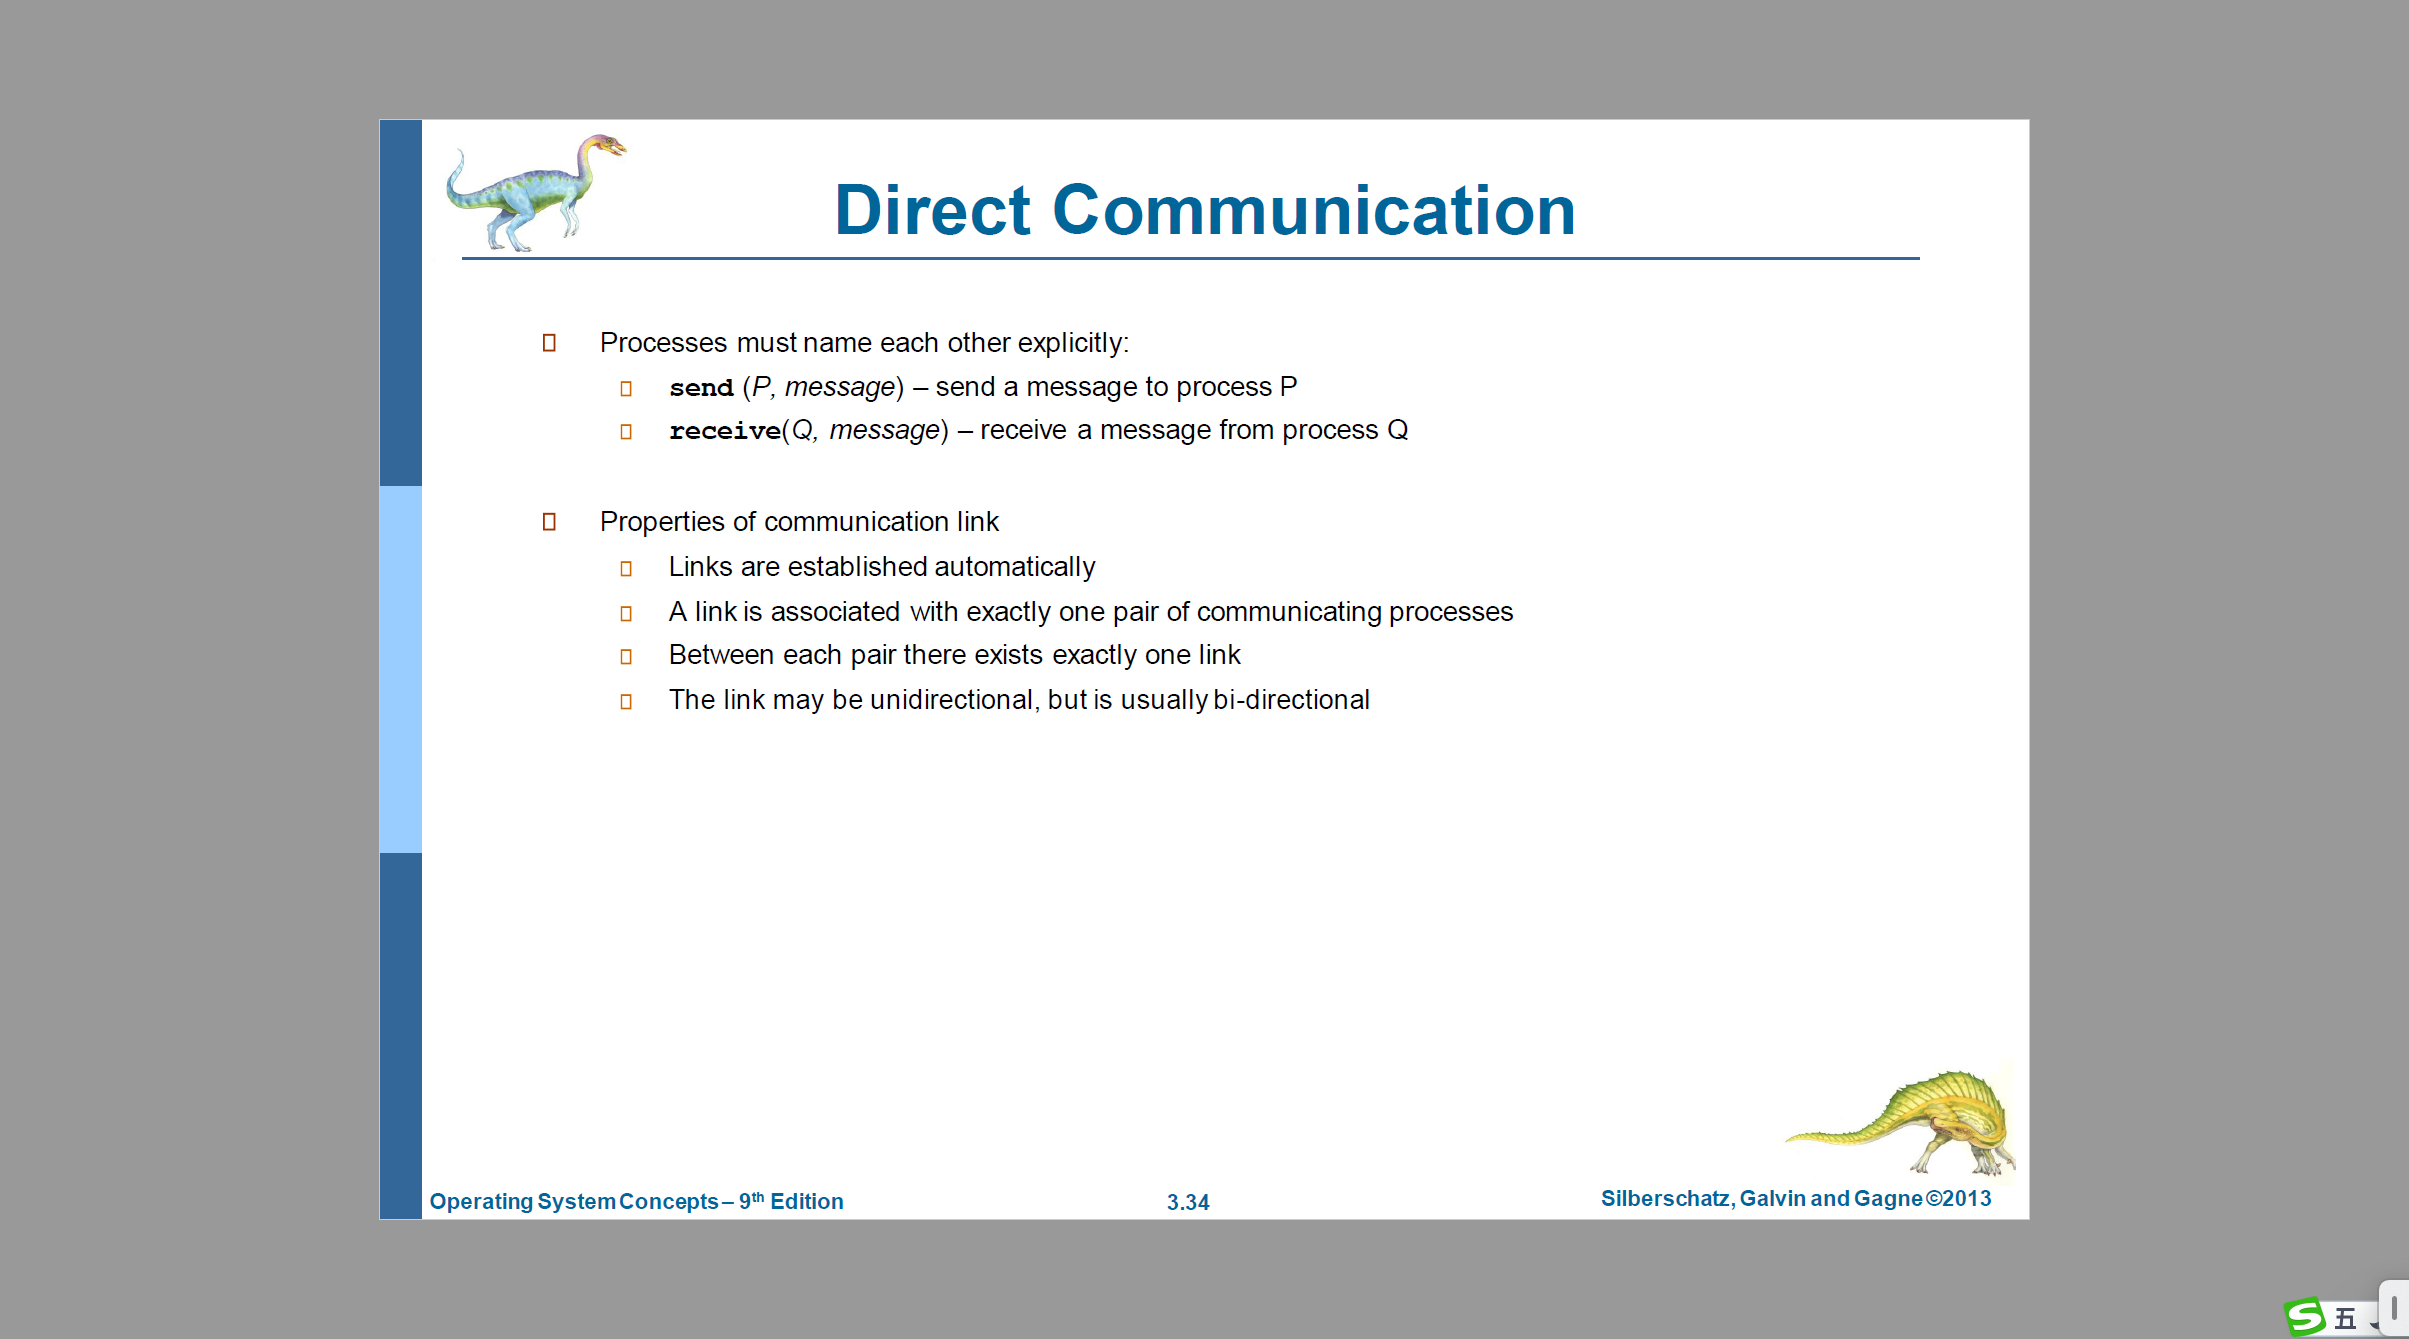 Direct Communication
Processes must name each other explicitly:
send (P, message) – send a message to process P
receive(Q, message) – receive a message from process Q
Properties of communication link
Links are established automatically
A link is associated with exactly one pair of communicating processes
Between each pair there exists exactly one link
The link may be unidirectional, but is usually bi-directional
Operating System Concepts – 9th Edition
3.34
Silberschatz, Galvin and Gagne ©2013
S 五